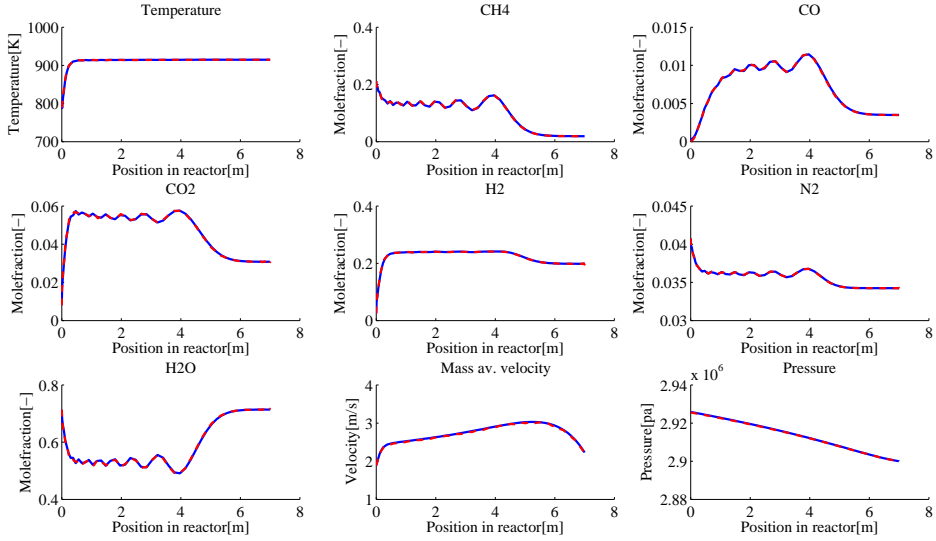 Temperature
Temperature[K]
1000
900
800
700
0 2 4 6 8
Position in reactor[m]
CH4
Molefraction[−]
0.4
0.2
0
0 2 4 6 8
Position in reactor[m]
CO
Molefraction[−]
0.015
0.01
0.005
0
0 2 4 6 8
Position in reactor[m]
CO2
Molefraction[−]
0.06
0.04
0.02
0
0 2 4 6 8
Position in reactor[m]
H2
Molefraction[−]
0.4
0.2
0
0 2 4 6 8
Position in reactor[m]
N2
Molefraction[−]
0.045
0.04
0.035
0.03
0 2 4 6 8
Position in reactor[m]
H2O
Molefraction[−]
0.8
0.6
0.4
0 2 4 6 8
Position in reactor[m]
Mass av. velocity
Velocity[m/s]
4
3
2
1
0 2 4 6 8
Position in reactor[m]
Pressure
x 10^6
Pressure[pa]
2.94
2.92
2.9
2.88
0 2 4 6 8
Position in reactor[m]